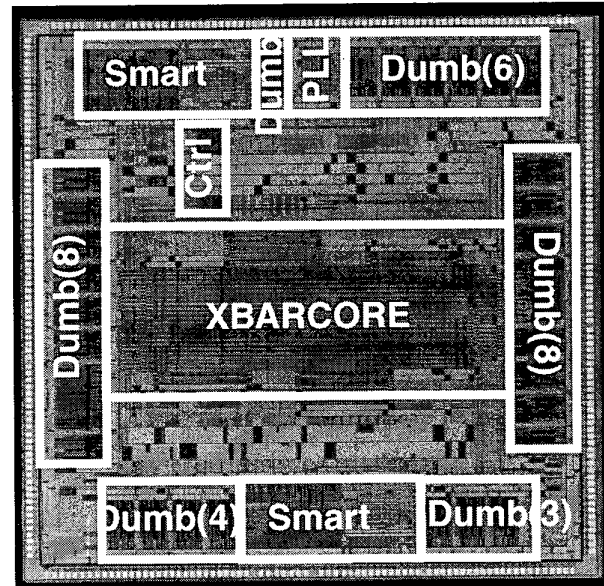 Smart
Dumb
PLL
Dumb(6)
Ctrl
Dumb(8)
XBARCORE
Dumb(8)
Dumb(4)
Smart
Dumb(3)